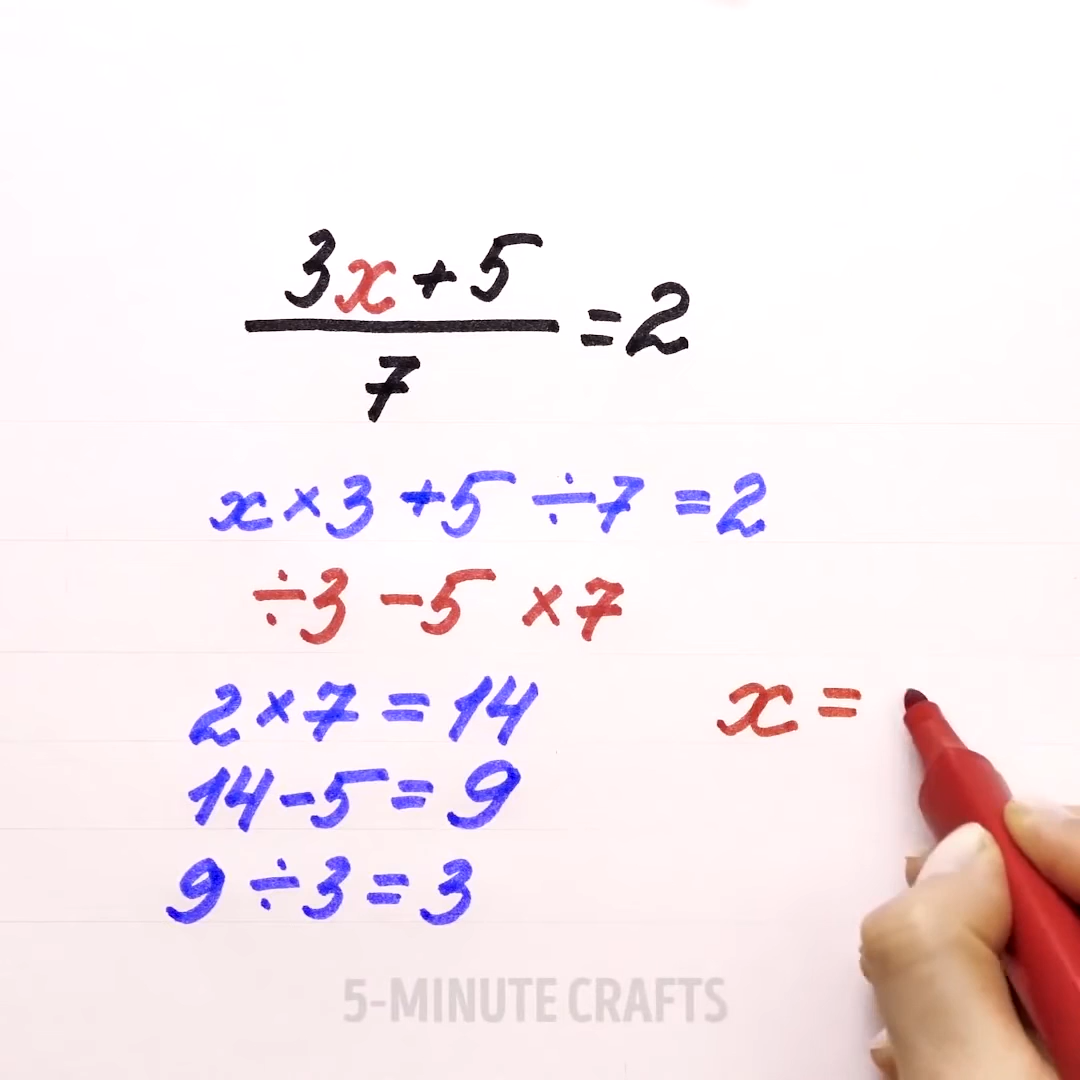 3x+5
7
=2
x×3 +5 ÷7 =2
÷3 -5 ×7
2×7=14
x=
14-5=9
9÷3=3
5-MINUTE CRAFTS